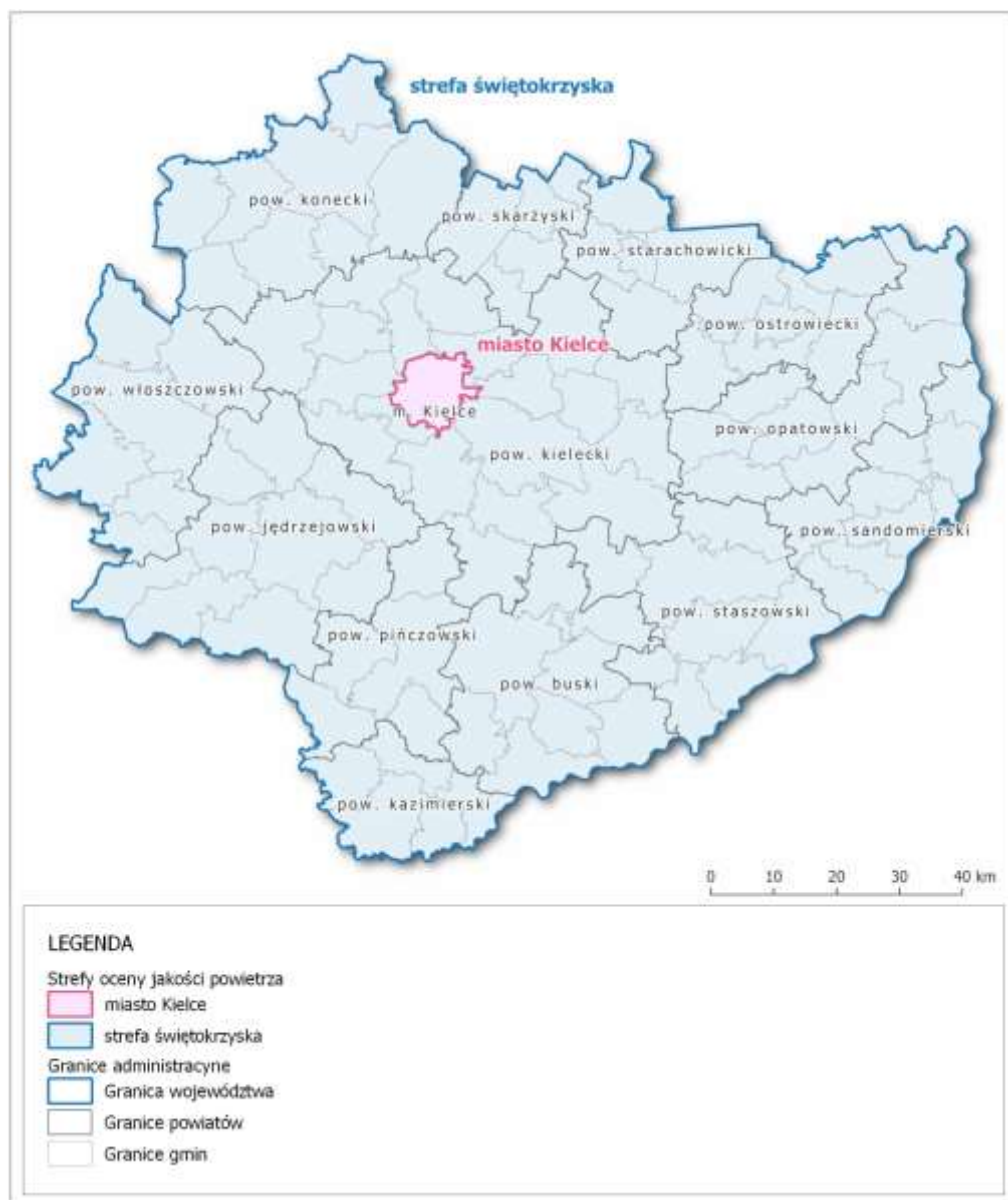 strefa świętokrzyska
pow. konecki
pow. skarżyski
pow. starachowicki
pow. ostrowiecki
miasto Kielce
pow. włoszczowski
m. Kielce
pow. opatowski
pow. kielecki
pow. jędrzejowski
pow. sandomierski
pow. staszowski
pow. pińczowski
pow. buski
pow. kazimierski
0 10 20 30 40 km
LEGENDA
Strefy oceny jakości powietrza
miasto Kielce
strefa świętokrzyska
Granice administracyne
Granica województwa
Granice powiatów
Granice gmin